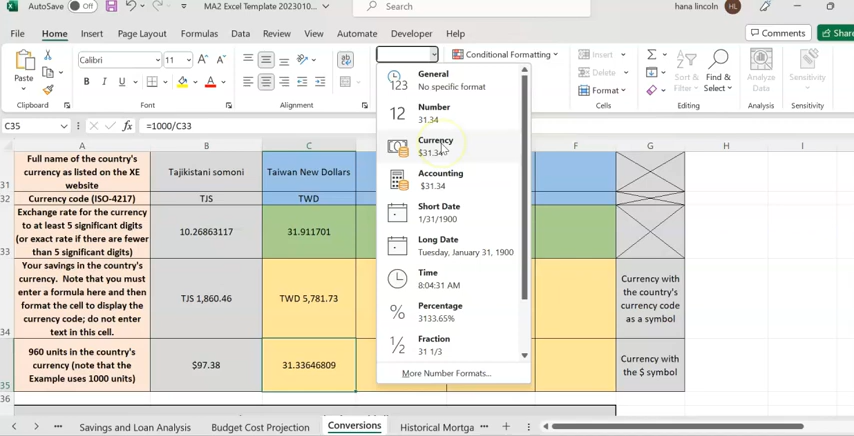 AutoSave Off MA2 Excel Template 2023010... Search hana lincoln HL
File Home Insert Page Layout Formulas Data Review View Automate Developer Help Comments Share
Paste Calibri 11 A A Conditional Formatting Insert
B I U A Delete Sort & Filter Find & Select Analyze Data Sensitivity
Format
Clipboard Font Alignment Cells Analysis Sensitivity
C35 fx =1000/C33
A B C F G H I
General
123 No specific format
Number
12 31.34
Currency
$31.34
Accounting
$31.34
Short Date
1/31/1900
Long Date
Tuesday, January 31, 1900
Time
8:04:31 AM
Percentage
% 3133.65%
Fraction
1/2 31 1/3
More Number Formats...
Full name of the country's
currency as listed on the XE Tajikistani somoni Taiwan New Dollars
31 website
32 Currency code (ISO-4217) TJS TWD
Exchange rate for the currency
to at least 5 significant digits 10.26863117 31.911701
(or exact rate if there are fewer
33 than 5 significant digits)
Your savings in the country's
currency. Note that you must Currency with
enter a formula here and then the country's
format the cell to display the TJS 1,860.46 TWD 5,781.73 currency code
currency code; do not enter as a symbol
34 text in this cell.
960 units in the country's
currency (note that the $97.38 31.33646809 Currency with
35 Example uses 1000 units) the $ symbol
36
Savings and Loan Analysis Budget Cost Projection Conversions Historical Mortga